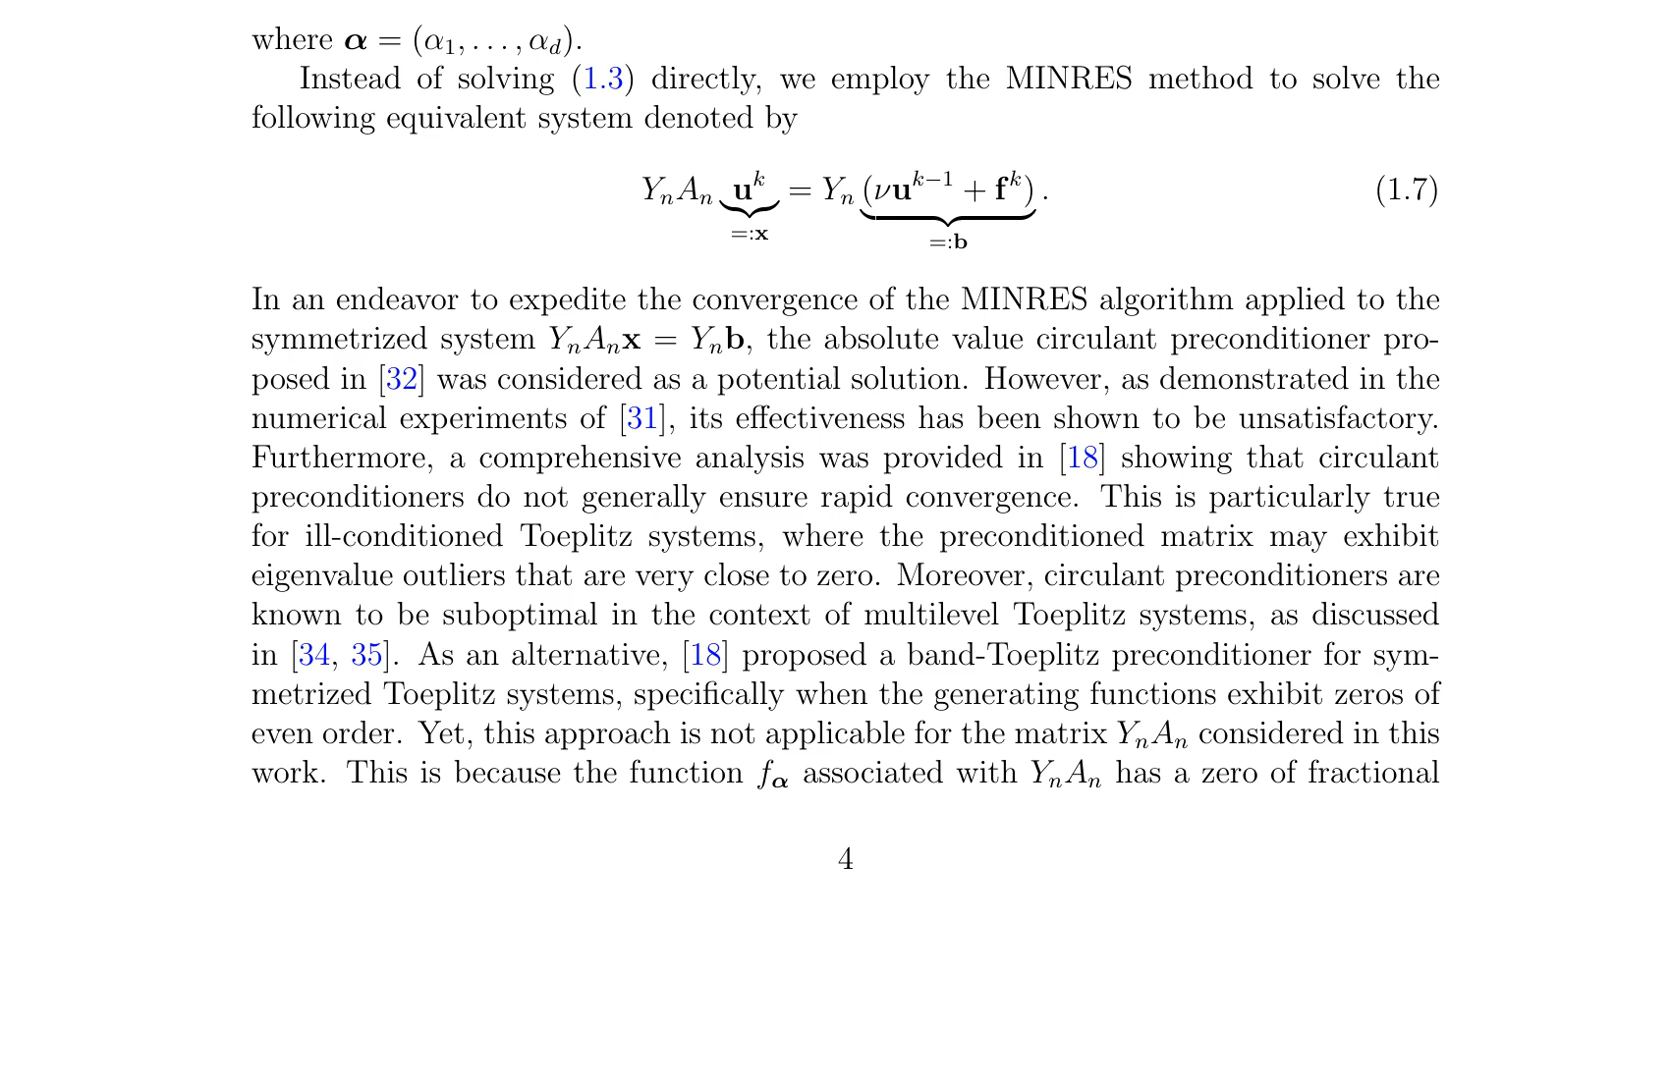 where α = (α₁, . . . , α_d).
Instead of solving (1.3) directly, we employ the MINRES method to solve the
following equivalent system denoted by
YₙAₙ u^k = Yₙ (νu^{k−1} + f^k) . (1.7)
=:x =:b
In an endeavor to expedite the convergence of the MINRES algorithm applied to the
symmetrized system YₙAₙx = Yₙb, the absolute value circulant preconditioner pro-
posed in [32] was considered as a potential solution. However, as demonstrated in the
numerical experiments of [31], its effectiveness has been shown to be unsatisfactory.
Furthermore, a comprehensive analysis was provided in [18] showing that circulant
preconditioners do not generally ensure rapid convergence. This is particularly true
for ill-conditioned Toeplitz systems, where the preconditioned matrix may exhibit
eigenvalue outliers that are very close to zero. Moreover, circulant preconditioners are
known to be suboptimal in the context of multilevel Toeplitz systems, as discussed
in [34, 35]. As an alternative, [18] proposed a band-Toeplitz preconditioner for sym-
metrized Toeplitz systems, specifically when the generating functions exhibit zeros of
even order. Yet, this approach is not applicable for the matrix YₙAₙ considered in this
work. This is because the function f_α associated with YₙAₙ has a zero of fractional
4